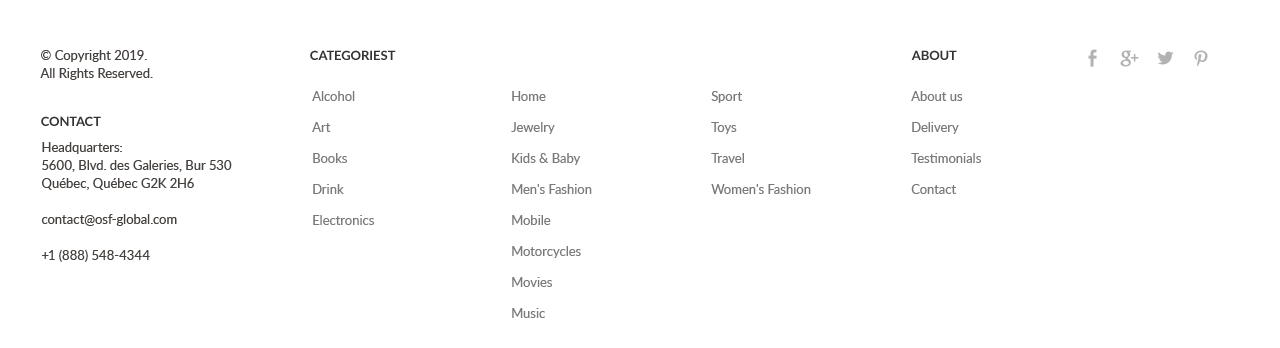 © Copyright 2019.
All Rights Reserved.
CONTACT
Headquarters:
5600, Blvd. des Galeries, Bur 530
Québec, Québec G2K 2H6
contact@osf-global.com
+1 (888) 548-4344
CATEGORIEST
Alcohol
Art
Books
Drink
Electronics
Home
Jewelry
Kids & Baby
Men's Fashion
Mobile
Motorcycles
Movies
Music
Sport
Toys
Travel
Women's Fashion
ABOUT
About us
Delivery
Testimonials
Contact